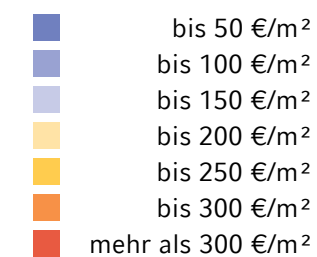 bis 50 €/m²
bis 100 €/m²
bis 150 €/m²
bis 200 €/m²
bis 250 €/m²
bis 300 €/m²
mehr als 300 €/m²